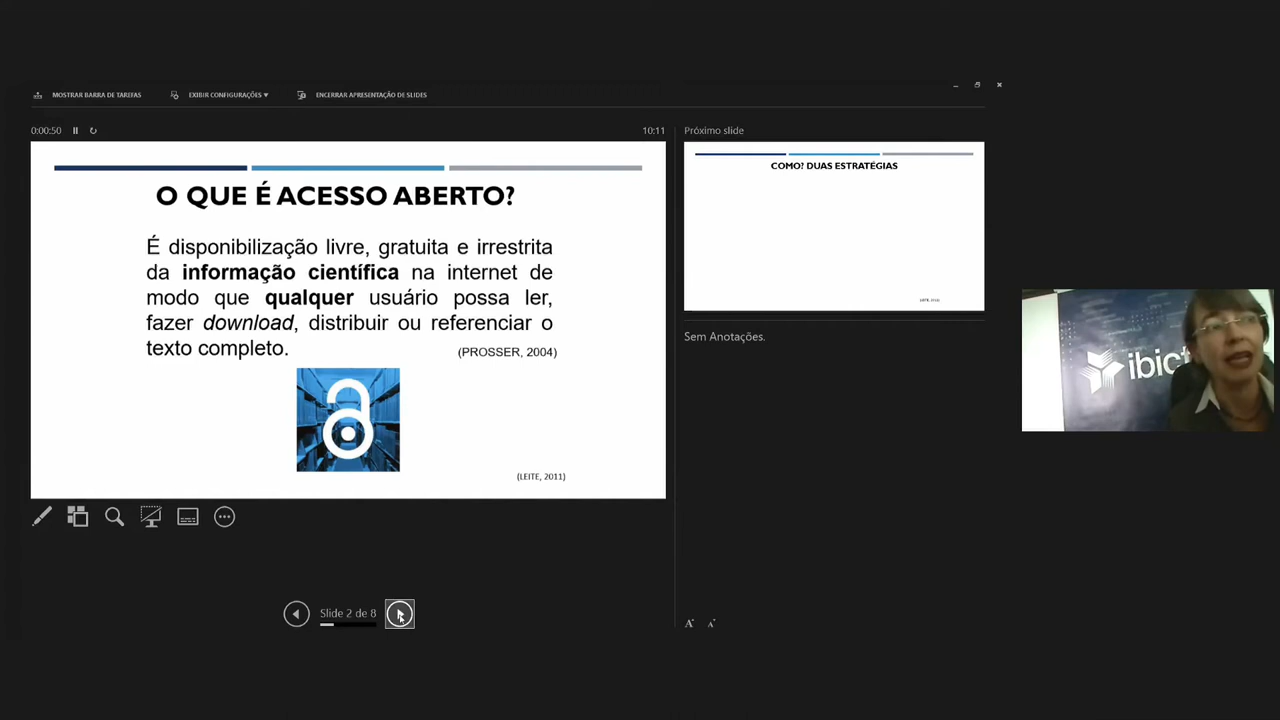 MOSTRAR BARRA DE TAREFAS
EXIBIR CONFIGURAÇÕES
ENCERRAR APRESENTAÇÃO DE SLIDES
0:00:50
10:11
O QUE É ACESSO ABERTO?
É disponibilização livre, gratuita e irrestrita
da informação científica na internet de
modo que qualquer usuário possa ler,
fazer download, distribuir ou referenciar o
texto completo.
(PROSSER, 2004)
(LEITE, 2011)
Slide 2 de 8
Próximo slide
COMO? DUAS ESTRATÉGIAS
Sem Anotações.
A
A
ibict